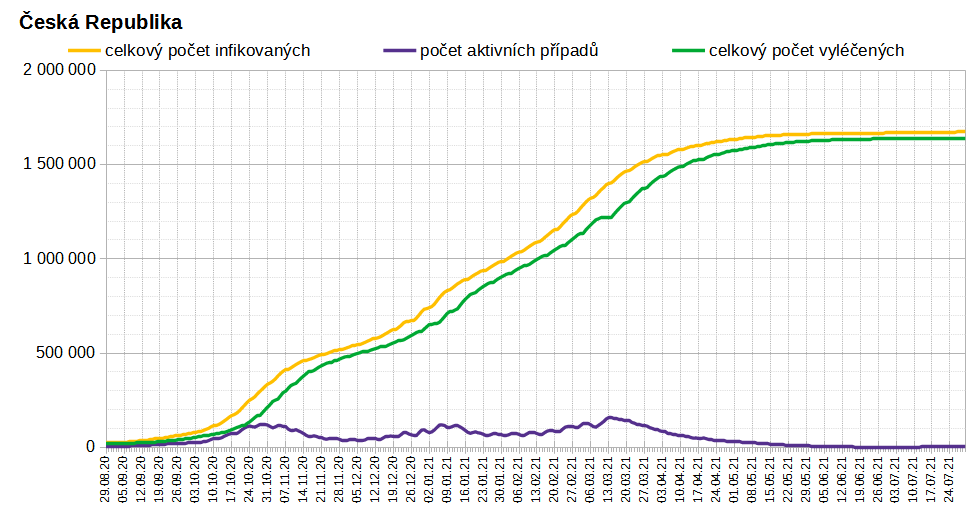 Česká Republika
celkový počet infikovaných počet aktivních případů celkový počet vyléčených
2 000 000
1 500 000
1 000 000
500 000
0
29.08.20 05.09.20 12.09.20 19.09.20 26.09.20 03.10.20 10.10.20 17.10.20 24.10.20 31.10.20 07.11.20 14.11.20 21.11.20 28.11.20 05.12.20 12.12.20 19.12.20 26.12.20 02.01.21 09.01.21 16.01.21 23.01.21 30.01.21 06.02.21 13.02.21 20.02.21 27.02.21 06.03.21 13.03.21 20.03.21 27.03.21 03.04.21 10.04.21 17.04.21 24.04.21 01.05.21 08.05.21 15.05.21 22.05.21 29.05.21 05.06.21 12.06.21 19.06.21 26.06.21 03.07.21 10.07.21 17.07.21 24.07.21